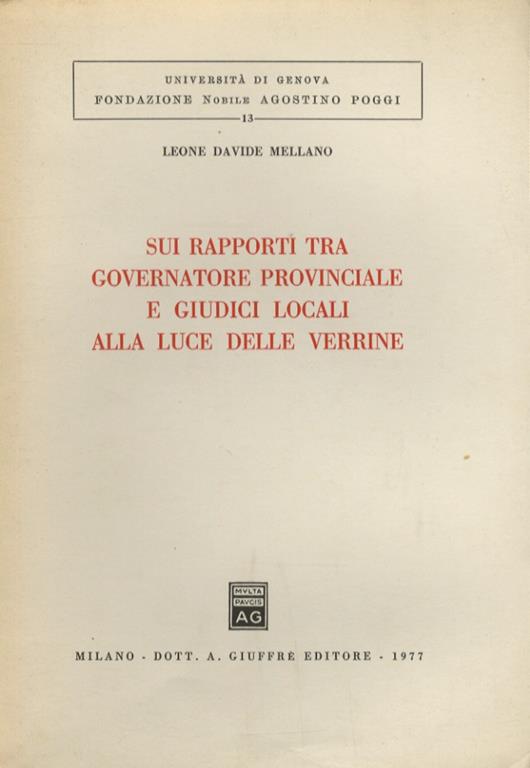 UNIVERSITÀ DI GENOVA
FONDAZIONE NOBILE AGOSTINO POGGI
13
LEONE DAVIDE MELLANO
SUI RAPPORTI TRA
GOVERNATORE PROVINCIALE
E GIUDICI LOCALI
ALLA LUCE DELLE VERRINE
MVLTA
PAVCIS
AG
MILANO - DOTT. A. GIUFFRÈ EDITORE - 1977